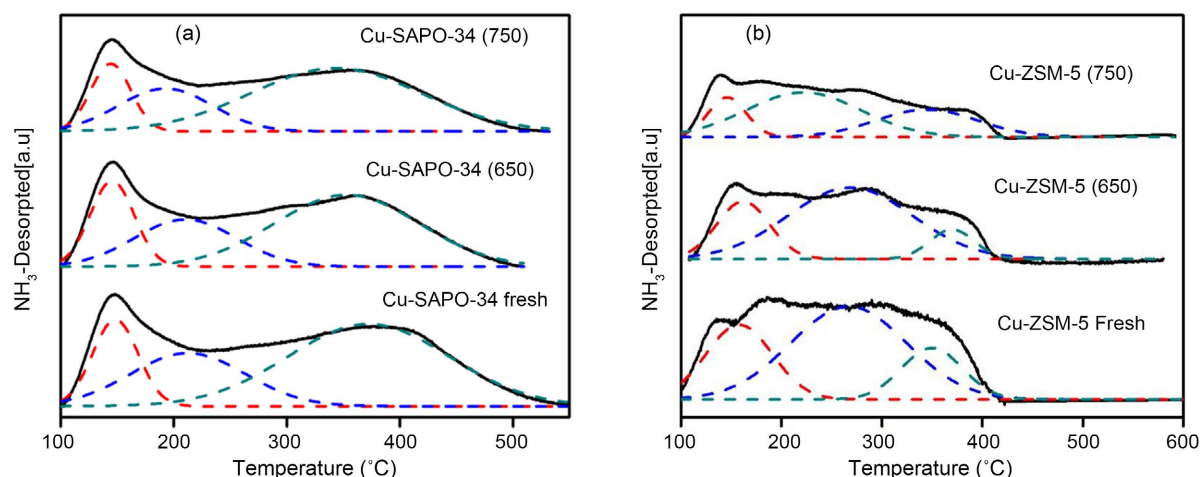 (a)
Cu-SAPO-34 (750)
Cu-SAPO-34 (650)
Cu-SAPO-34 fresh
NH₃-Desorpted[a.u]
100 200 300 400 500
Temperature (°C)
(b)
Cu-ZSM-5 (750)
Cu-ZSM-5 (650)
Cu-ZSM-5 Fresh
NH₃-Desorpted[a.u]
100 200 300 400 500 600
Temperature (°C)